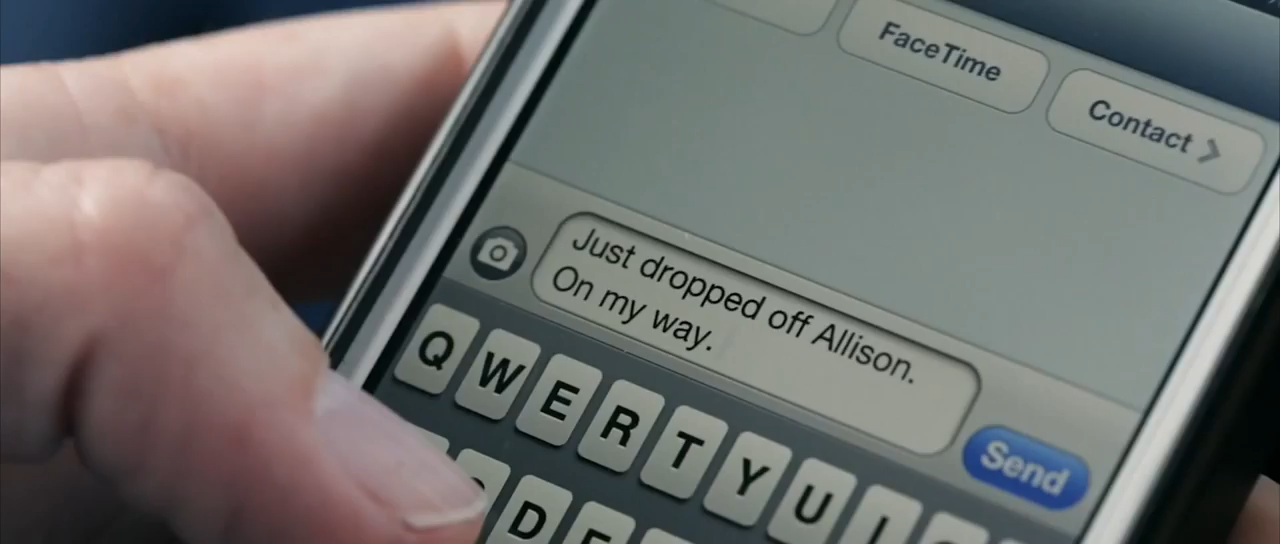 FaceTime
Contact
Just dropped off Allison.
On my way.
Send
Q W E R T Y U I
D F